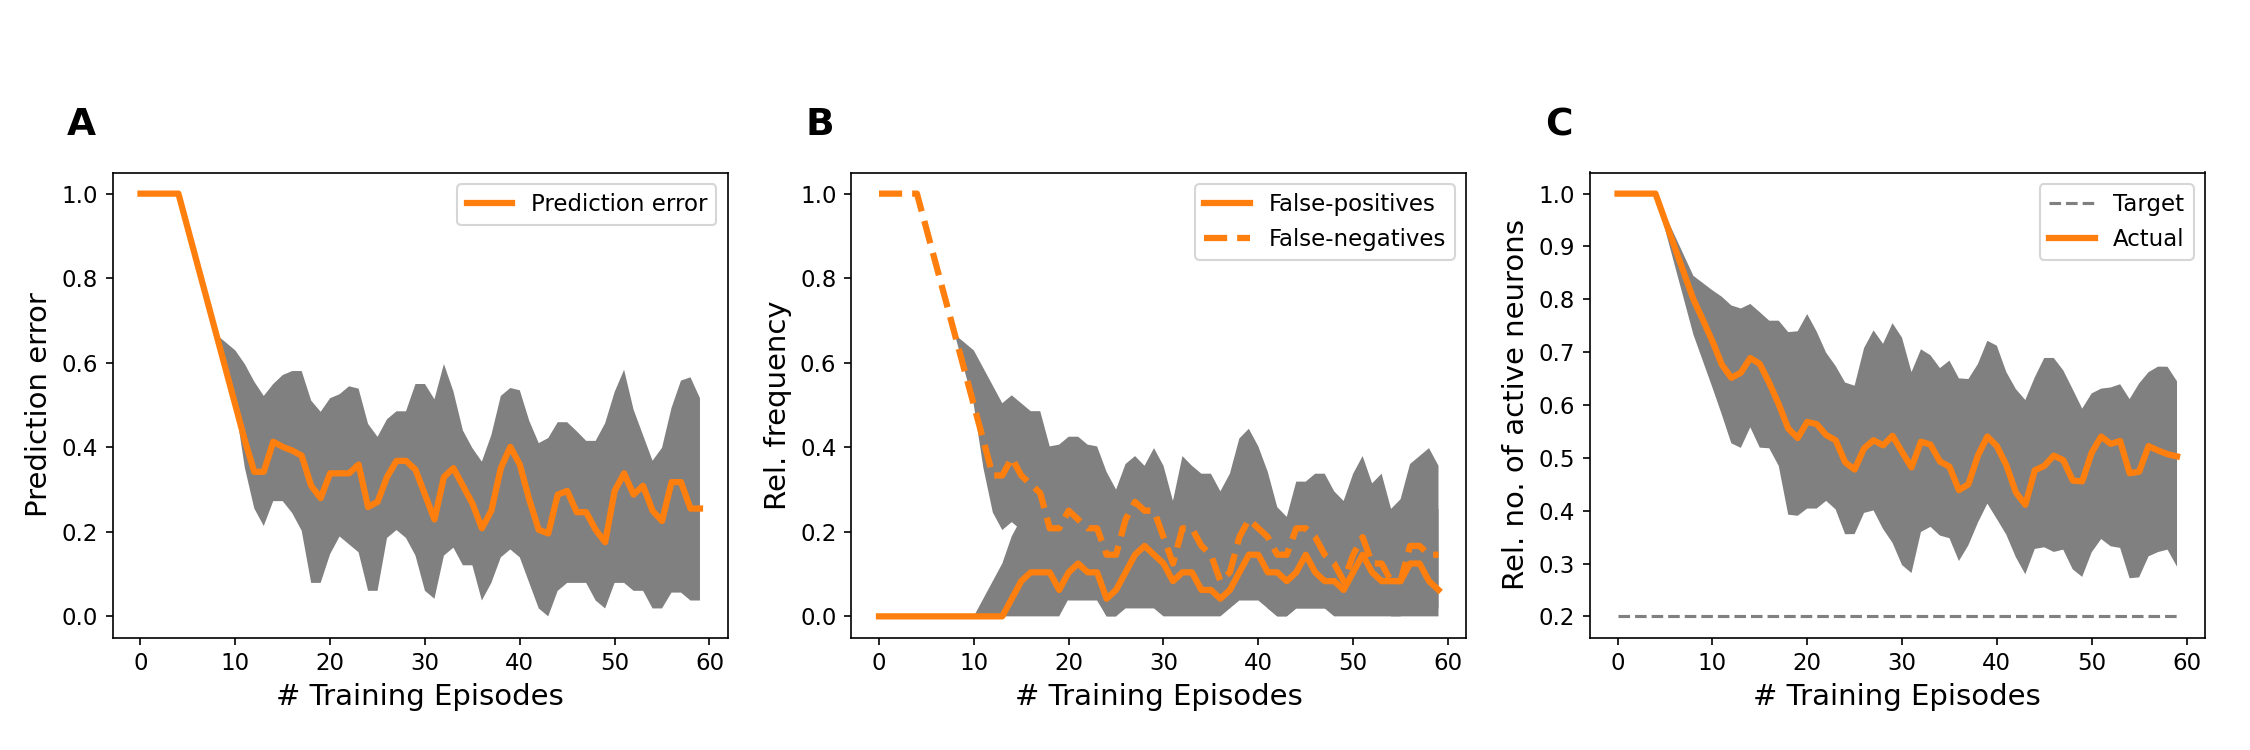 A
B
C
Prediction error
1.0
0.8
0.6
0.4
0.2
0.0
0 10 20 30 40 50 60
# Training Episodes
Prediction error
Rel. frequency
1.0
0.8
0.6
0.4
0.2
0.0
0 10 20 30 40 50 60
# Training Episodes
False-positives
False-negatives
Rel. no. of active neurons
1.0
0.9
0.8
0.7
0.6
0.5
0.4
0.3
0.2
0 10 20 30 40 50 60
# Training Episodes
Target
Actual